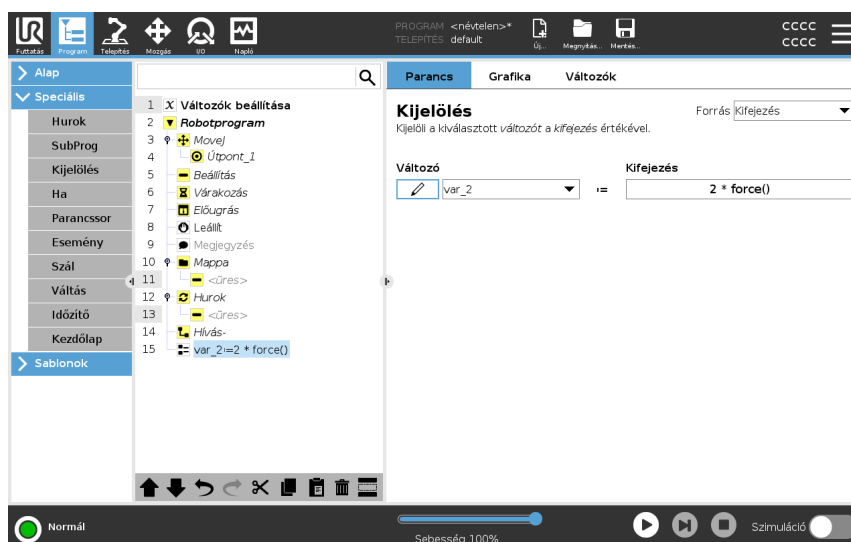 UR
Futtatás Program Telepítés Mozgás I/O Napló
PROGRAM <névtelen>*
TELEPÍTÉS default
Új... Megnyitás... Mentés...
cccc
cccc
Alap
Speciális
Hurok
SubProg
Kijelölés
Ha
Parancssor
Esemény
Szál
Váltás
Időzítő
Kezdőlap
Sablonok
1 X Változók beállítása
2 Robotprogram
3 MoveJ
4 Útpont_1
5 Beállítás
6 Várakozás
7 Előugrás
8 Leállít
9 Megjegyzés
10 Mappa
11 <üres>
12 Hurok
13 <üres>
14 Hívás-
15 var_2:=2 * force()
Parancs Grafika Változók
Kijelölés
Forrás Kifejezés
Kijelöli a kiválasztott változót a kifejezés értékével.
Változó Kifejezés
var_2 := 2 * force()
Normál
Sebesség 100%
Szimuláció